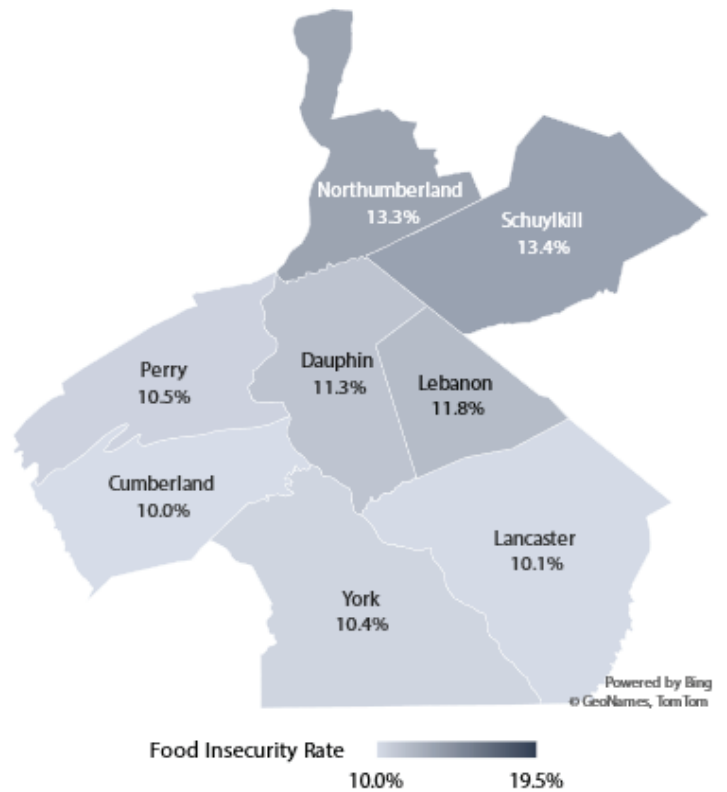 Northumberland
13.3%
Schuylkill
13.4%
Perry
10.5%
Dauphin
11.3%
Lebanon
11.8%
Cumberland
10.0%
Lancaster
10.1%
York
10.4%
Powered by Bing
© GeoNames, TomTom
Food Insecurity Rate
10.0%
19.5%